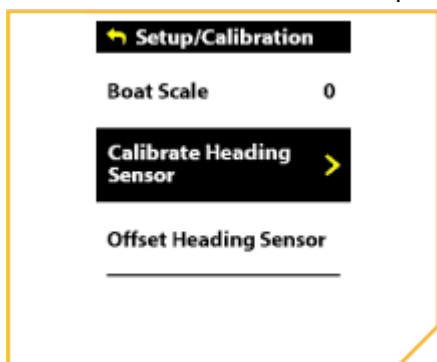 Setup/Calibration
Boat Scale 0
Calibrate Heading
Sensor
Offset Heading Sensor